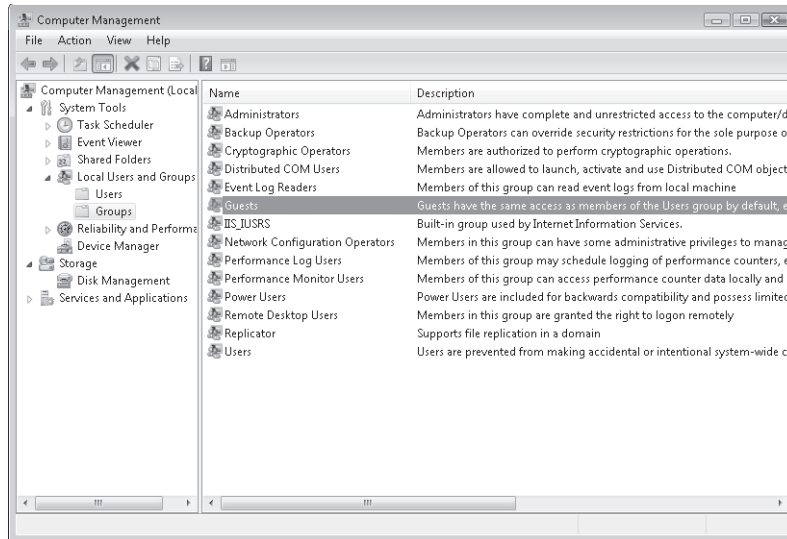 Computer Management
File Action View Help
Computer Management (Local
System Tools
Task Scheduler
Event Viewer
Shared Folders
Local Users and Groups
Users
Groups
Reliability and Performa
Device Manager
Storage
Disk Management
Services and Applications
Name Description
Administrators Administrators have complete and unrestricted access to the computer/d
Backup Operators Backup Operators can override security restrictions for the sole purpose o
Cryptographic Operators Members are authorized to perform cryptographic operations.
Distributed COM Users Members are allowed to launch, activate and use Distributed COM object
Event Log Readers Members of this group can read event logs from local machine
Guests Guests have the same access as members of the Users group by default, e
IIS_IUSRS Built-in group used by Internet Information Services.
Network Configuration Operators Members in this group can have some administrative privileges to manag
Performance Log Users Members of this group may schedule logging of performance counters, e
Performance Monitor Users Members of this group can access performance counter data locally and
Power Users Power Users are included for backwards compatibility and possess limited
Remote Desktop Users Members in this group are granted the right to logon remotely
Replicator Supports file replication in a domain
Users Users are prevented from making accidental or intentional system-wide c